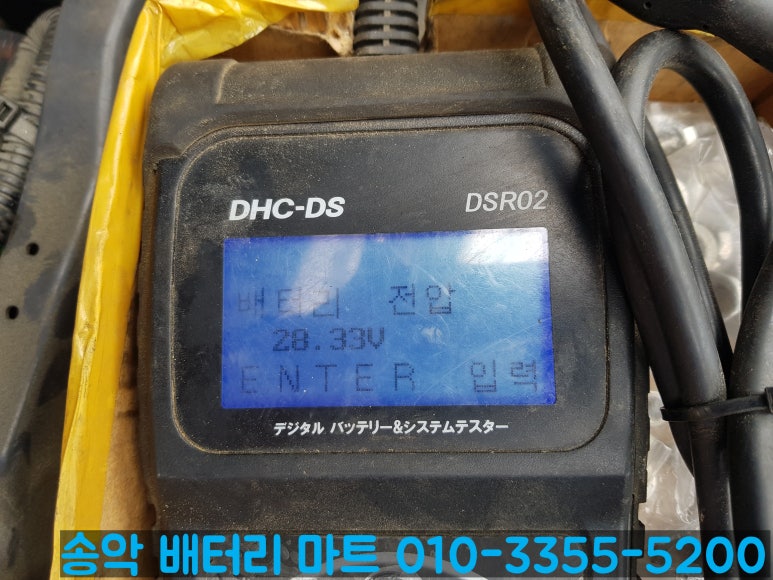 DHC-DS DSR02
배터리 전압
28.33V
ENTER 입력
デジタル バッテリー&システムテスター
송악 배터리 마트 010-3355-5200